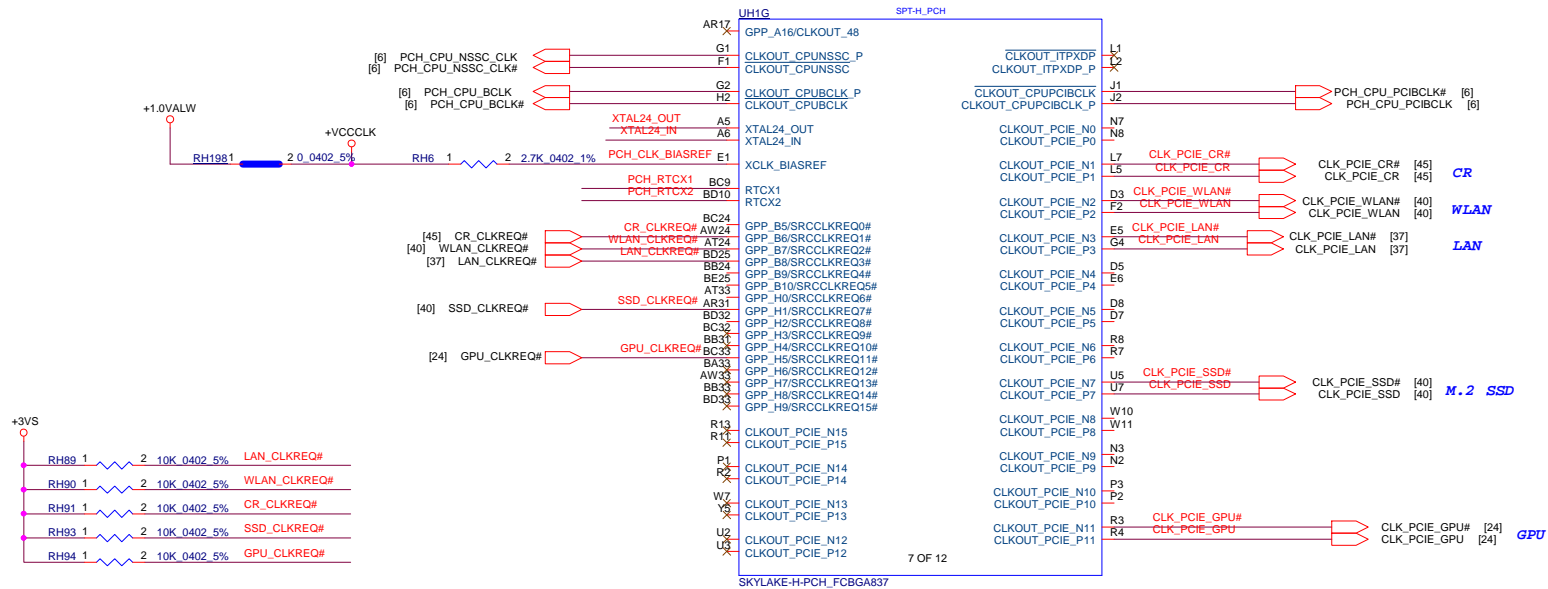 UH1G
SPT-H_PCH
AR17
GPP_A16/CLKOUT_48
[6] PCH_CPU_NSSC_CLK
G1
CLKOUT_CPUNSSC_P
[6] PCH_CPU_NSSC_CLK#
F1
CLKOUT_CPUNSSC
[6] PCH_CPU_BCLK
G2
CLKOUT_CPUBCLK_P
[6] PCH_CPU_BCLK#
H2
CLKOUT_CPUBCLK
XTAL24_OUT
A5
XTAL24_OUT
XTAL24_IN
A6
XTAL24_IN
+1.0VALW
+VCCCLK
RH198 1
2 0_0402_5%
RH6 1
2 2.7K_0402_1%
PCH_CLK_BIASREF
E1
XCLK_BIASREF
PCH_RTCX1
BC9
RTCX1
PCH_RTCX2
BD10
RTCX2
BC24
GPP_B5/SRCCLKREQ0#
[45] CR_CLKREQ#
CR_CLKREQ#
AW24
GPP_B6/SRCCLKREQ1#
[40] WLAN_CLKREQ#
WLAN_CLKREQ#
AT24
GPP_B7/SRCCLKREQ2#
[37] LAN_CLKREQ#
LAN_CLKREQ#
BD25
GPP_B8/SRCCLKREQ3#
BB24
GPP_B9/SRCCLKREQ4#
BE25
GPP_B10/SRCCLKREQ5#
AT33
GPP_H0/SRCCLKREQ6#
[40] SSD_CLKREQ#
SSD_CLKREQ#
AR31
GPP_H1/SRCCLKREQ7#
BD32
GPP_H2/SRCCLKREQ8#
BC32
GPP_H3/SRCCLKREQ9#
BB31
GPP_H4/SRCCLKREQ10#
[24] GPU_CLKREQ#
GPU_CLKREQ#
BC33
GPP_H5/SRCCLKREQ11#
BA33
GPP_H6/SRCCLKREQ12#
AW33
GPP_H7/SRCCLKREQ13#
BB33
GPP_H8/SRCCLKREQ14#
BD33
GPP_H9/SRCCLKREQ15#
R13
CLKOUT_PCIE_N15
R11
CLKOUT_PCIE_P15
P1
CLKOUT_PCIE_N14
R2
CLKOUT_PCIE_P14
W7
CLKOUT_PCIE_N13
Y5
CLKOUT_PCIE_P13
U2
CLKOUT_PCIE_N12
U3
CLKOUT_PCIE_P12
CLKOUT_ITPXDP
L1
CLKOUT_ITPXDP_P
L2
CLKOUT_CPUPCIBCLK
J1
PCH_CPU_PCIBCLK# [6]
CLKOUT_CPUPCIBCLK_P
J2
PCH_CPU_PCIBCLK [6]
CLKOUT_PCIE_N0
N7
CLKOUT_PCIE_P0
N8
CLKOUT_PCIE_N1
L7
CLK_PCIE_CR#
CLK_PCIE_CR# [45]
CLKOUT_PCIE_P1
L5
CLK_PCIE_CR
CLK_PCIE_CR [45]
CR
CLKOUT_PCIE_N2
D3
CLK_PCIE_WLAN#
CLK_PCIE_WLAN# [40]
CLKOUT_PCIE_P2
F2
CLK_PCIE_WLAN
CLK_PCIE_WLAN [40]
WLAN
CLKOUT_PCIE_N3
E5
CLK_PCIE_LAN#
CLK_PCIE_LAN# [37]
CLKOUT_PCIE_P3
G4
CLK_PCIE_LAN
CLK_PCIE_LAN [37]
LAN
CLKOUT_PCIE_N4
D5
CLKOUT_PCIE_P4
E6
CLKOUT_PCIE_N5
D8
CLKOUT_PCIE_P5
D7
CLKOUT_PCIE_N6
R8
CLKOUT_PCIE_P6
R7
CLKOUT_PCIE_N7
U5
CLK_PCIE_SSD#
CLK_PCIE_SSD# [40]
CLKOUT_PCIE_P7
U7
CLK_PCIE_SSD
CLK_PCIE_SSD [40]
M.2 SSD
CLKOUT_PCIE_N8
W10
CLKOUT_PCIE_P8
W11
CLKOUT_PCIE_N9
N3
CLKOUT_PCIE_P9
N2
CLKOUT_PCIE_N10
P3
CLKOUT_PCIE_P10
P2
CLKOUT_PCIE_N11
R3
CLK_PCIE_GPU#
CLK_PCIE_GPU# [24]
CLKOUT_PCIE_P11
R4
CLK_PCIE_GPU
CLK_PCIE_GPU [24]
GPU
7 OF 12
SKYLAKE-H-PCH_FCBGA837
+3VS
RH89 1 2 10K_0402_5% LAN_CLKREQ#
RH90 1 2 10K_0402_5% WLAN_CLKREQ#
RH91 1 2 10K_0402_5% CR_CLKREQ#
RH93 1 2 10K_0402_5% SSD_CLKREQ#
RH94 1 2 10K_0402_5% GPU_CLKREQ#